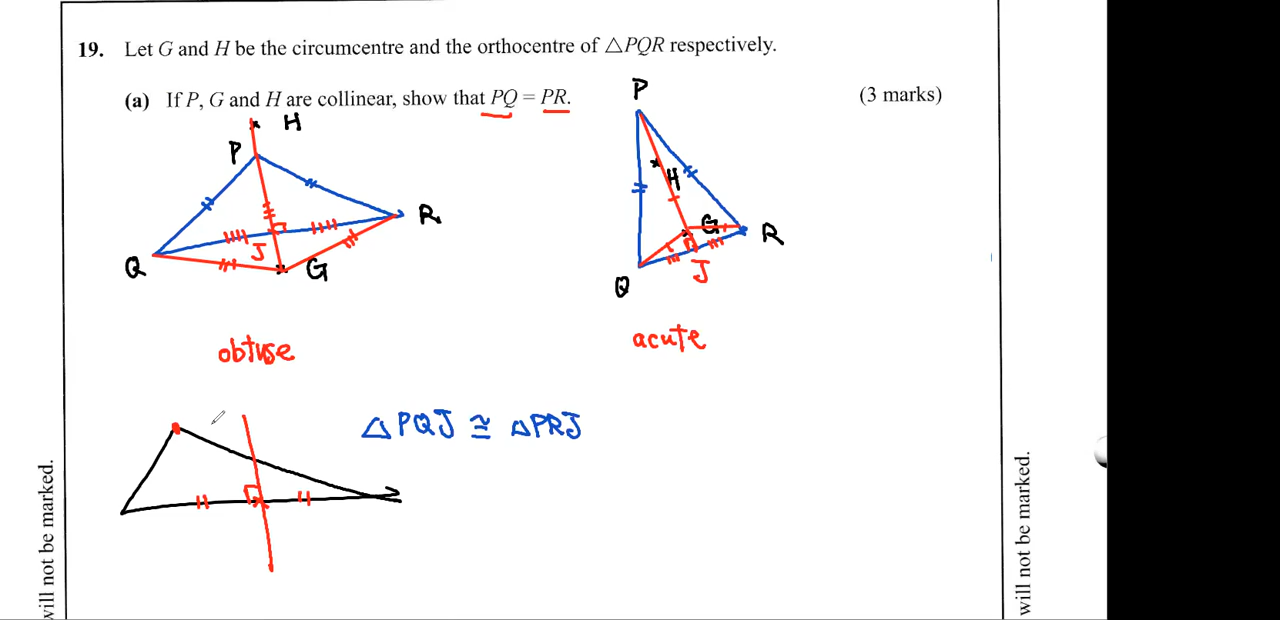 19. Let G and H be the circumcentre and the orthocentre of △PQR respectively.
(a) If P, G and H are collinear, show that PQ = PR.
(3 marks)
H
P
R
J
Q
G
obtuse
P
H
G
R
J
Q
acute
△PQJ ≅ △PRJ
will not be marked.
will not be marked.